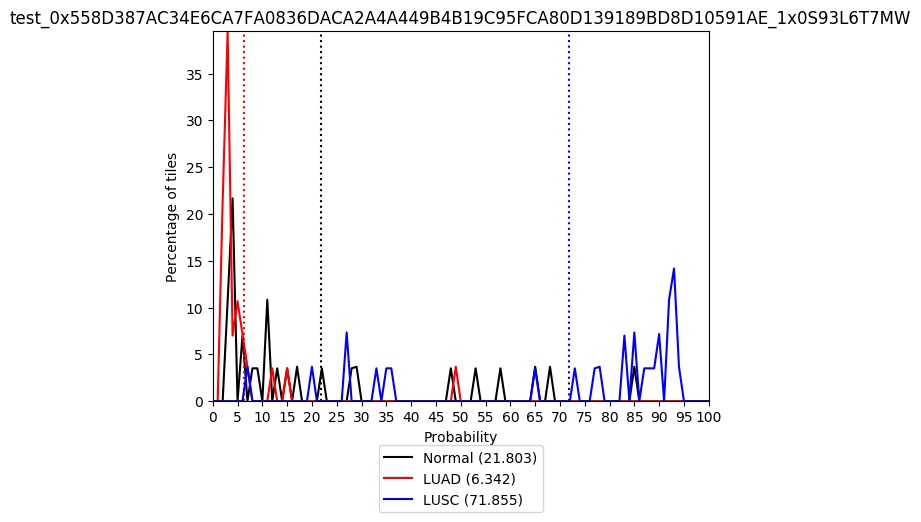 test_0x558D387AC34E6CA7FA0836DACA2A4A449B4B19C95FCA80D139189BD8D10591AE_1x0S93L6T7MW
35
30
25
20
15
10
5
0
Percentage of tiles
0 5 10 15 20 25 30 35 40 45 50 55 60 65 70 75 80 85 90 95 100
Probability
Normal (21.803)
LUAD (6.342)
LUSC (71.855)